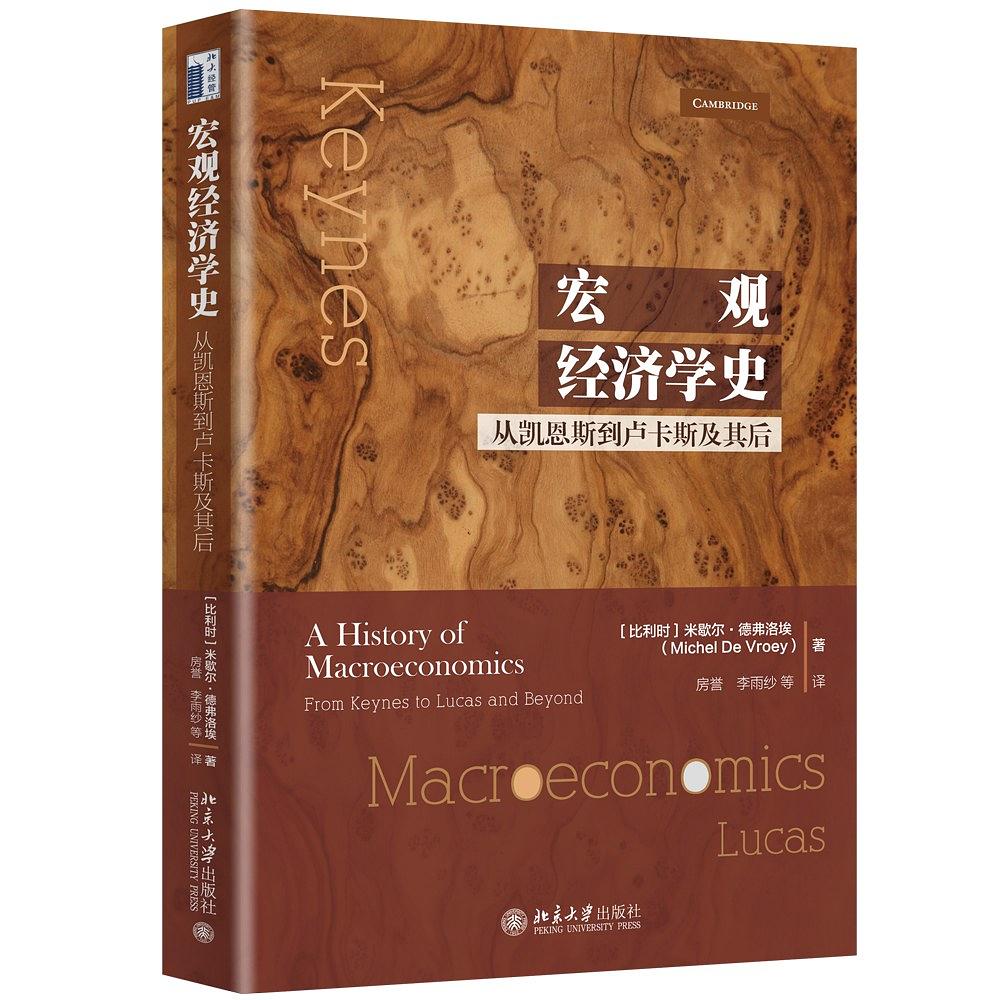 北大经管
PUP E&M
宏观经济学史
从凯恩斯到卢卡斯及其后
[比利时]米歇尔·德弗洛埃 著
房誉 李雨纱 等 译
北京大学出版社
PEKING UNIVERSITY PRESS
Keynes
CAMBRIDGE
宏 观
经济学史
从凯恩斯到卢卡斯及其后
A History of
Macroeconomics
From Keynes to Lucas and Beyond
[比利时]米歇尔·德弗洛埃
(Michel De Vroey) 著
房誉 李雨纱 等 译
Macroeconomics
Lucas
北京大学出版社
PEKING UNIVERSITY PRESS